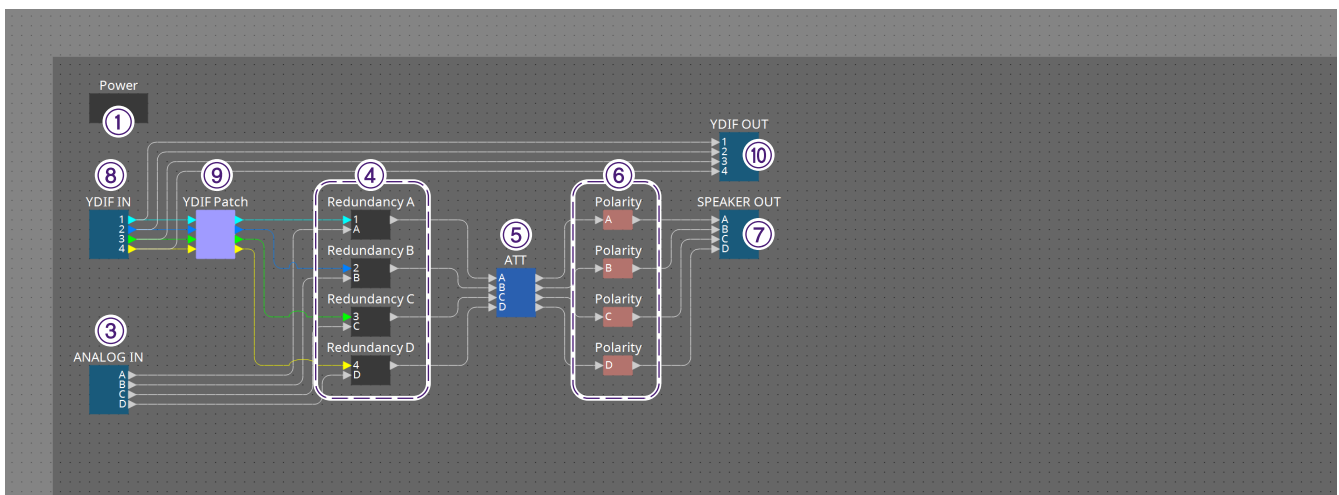 Power
①
YDIF OUT
1
2
3
4
⑩
⑧
⑨
④
⑥
YDIF IN
1
2
3
4
YDIF Patch
Redundancy A
1
A
Redundancy B
2
B
Redundancy C
3
C
Redundancy D
4
D
⑤
ATT
A
B
C
D
Polarity
A
Polarity
B
Polarity
C
Polarity
D
SPEAKER OUT
A
B
C
D
⑦
③
ANALOG IN
A
B
C
D